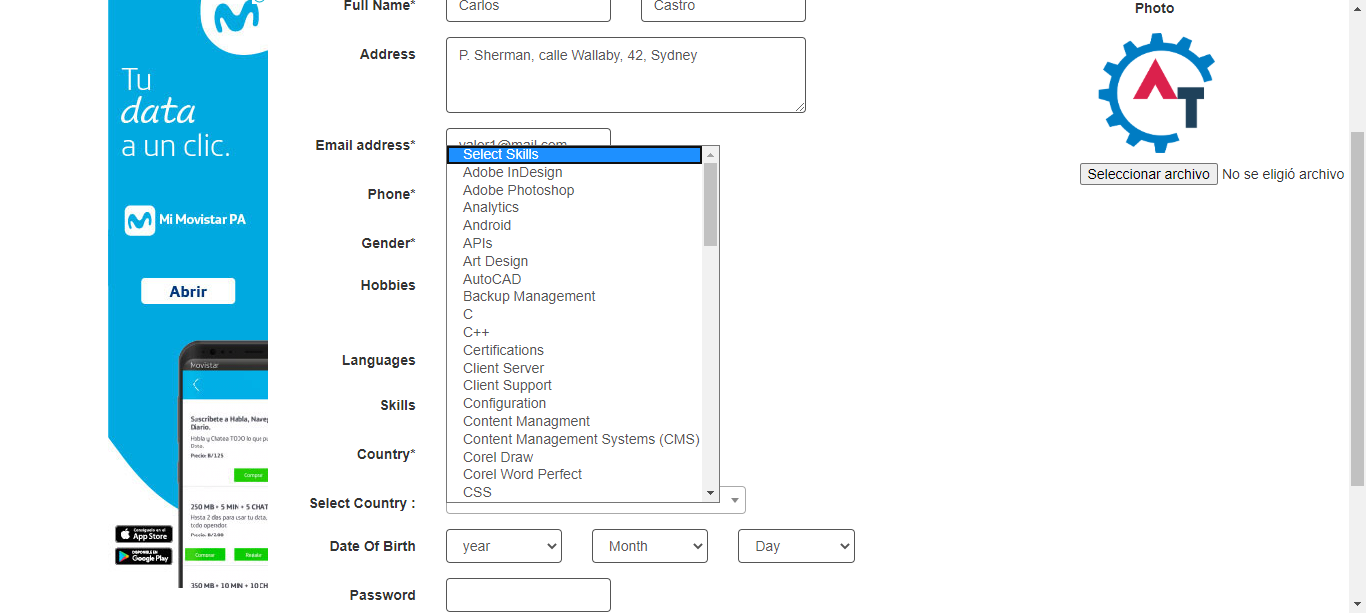 Full Name*
Carlos
Castro
Photo
Address
P. Sherman, calle Wallaby, 42, Sydney
Email address*
valor1@mail.com
Seleccionar archivo No se eligió archivo
Phone*
Gender*
Hobbies
Languages
Skills
Country*
Select Country :
Select Skills
Adobe InDesign
Adobe Photoshop
Analytics
Android
APIs
Art Design
AutoCAD
Backup Management
C
C++
Certifications
Client Server
Client Support
Configuration
Content Managment
Content Management Systems (CMS)
Corel Draw
Corel Word Perfect
CSS
Date Of Birth
year
Month
Day
Password
Tu
data
a un clic.
Mi Movistar PA
Abrir
Movistar
Suscríbete a Habla, Nave
Diario.
Habla y Chatea TODO lo que pu
Precio: B/.1.25
Comprar
250 MB + 5 MIN + 5 CHAT
Hasta 2 días para usar tu data.
todo operador.
Comprar
Regalar
350 MB + 10 MIN + 10 CH
App Store
DISPONIBLE EN
Google Play
AT